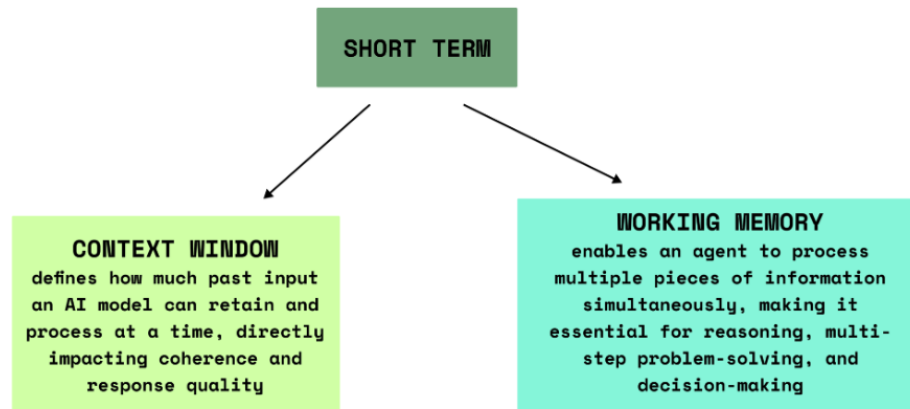 SHORT TERM
CONTEXT WINDOW
defines how much past input
an AI model can retain and
process at a time, directly
impacting coherence and
response quality
WORKING MEMORY
enables an agent to process
multiple pieces of information
simultaneously, making it
essential for reasoning, multi-
step problem-solving, and
decision-making